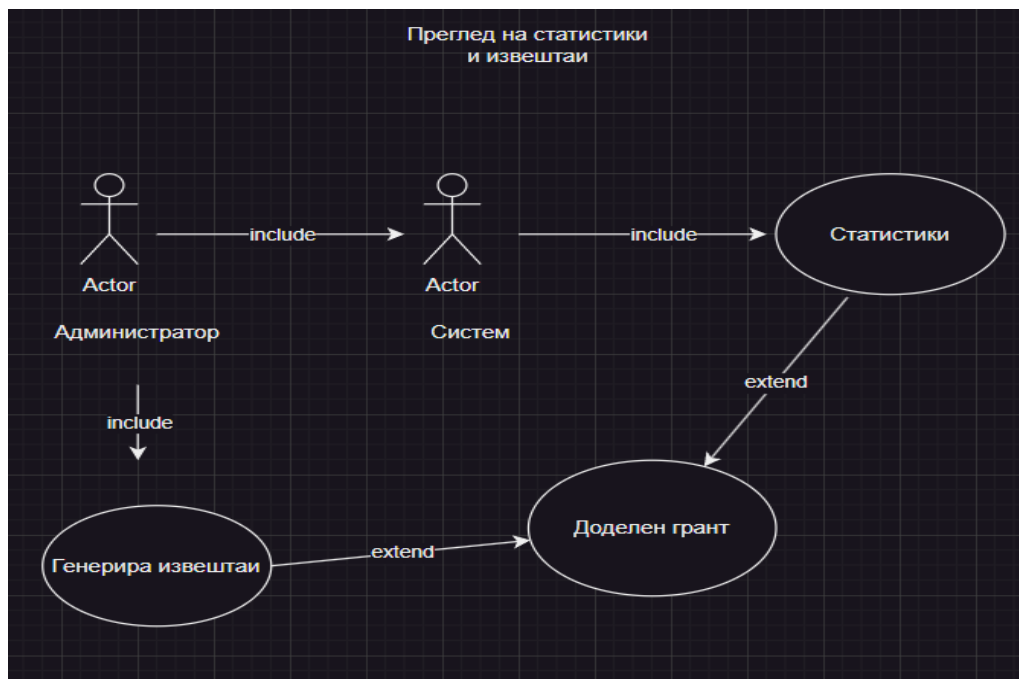 Преглед на статистики
и извештаи
include
include
Статистики
Actor
Actor
Администратор
Систем
extend
include
Доделен грант
extend
Генерира извештаи